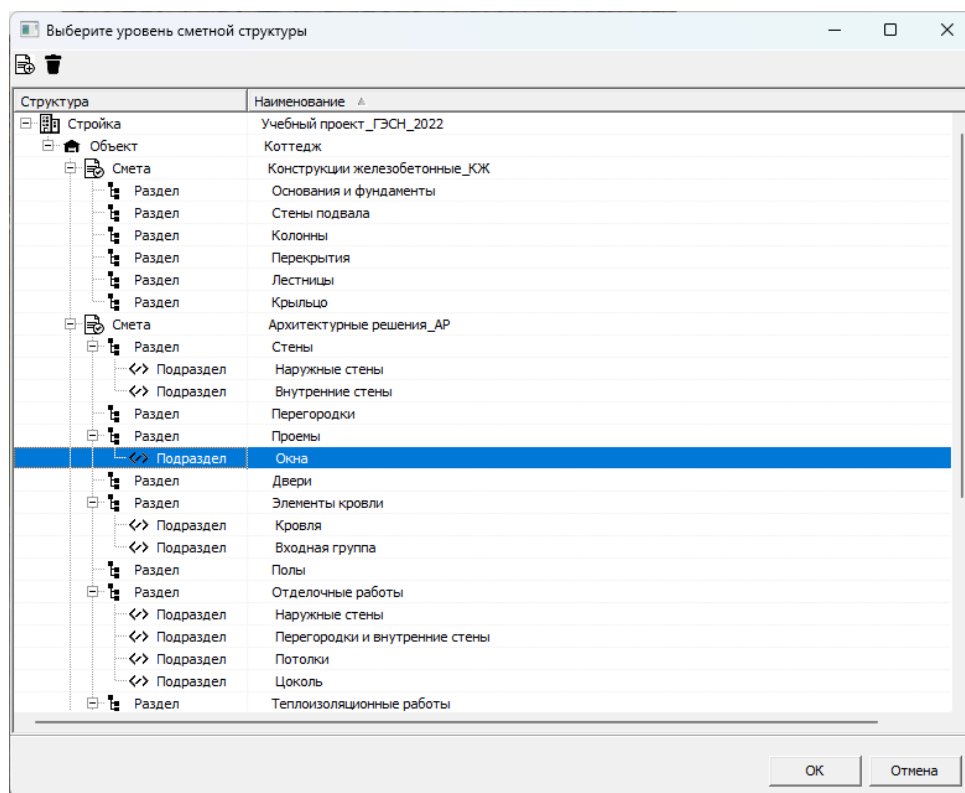 Выберите уровень сметной структуры
Структура Наименование
Стройка Учебный проект_ГЭСН_2022
Объект Коттедж
Смета Конструкции железобетонные_КЖ
Раздел Основания и фундаменты
Раздел Стены подвала
Раздел Колонны
Раздел Перекрытия
Раздел Лестницы
Раздел Крыльцо
Смета Архитектурные решения_АР
Раздел Стены
Подраздел Наружные стены
Подраздел Внутренние стены
Раздел Перегородки
Раздел Проемы
Подраздел Окна
Раздел Двери
Раздел Элементы кровли
Подраздел Кровля
Подраздел Входная группа
Раздел Полы
Раздел Отделочные работы
Подраздел Наружные стены
Подраздел Перегородки и внутренние стены
Подраздел Потолки
Подраздел Цоколь
Раздел Теплоизоляционные работы
OK Отмена